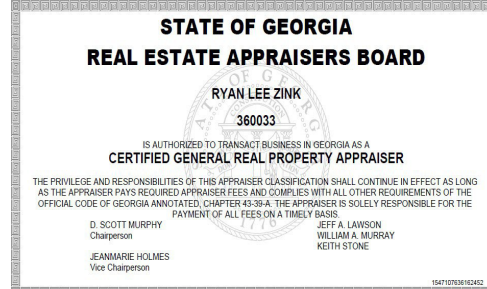 STATE OF GEORGIA
REAL ESTATE APPRAISERS BOARD
RYAN LEE ZINK
360033
IS AUTHORIZED TO TRANSACT BUSINESS IN GEORGIA AS A
CERTIFIED GENERAL REAL PROPERTY APPRAISER
THE PRIVILEGE AND RESPONSIBILITIES OF THIS APPRAISER CLASSIFICATION SHALL CONTINUE IN EFFECT AS LONG
AS THE APPRAISER PAYS REQUIRED APPRAISER FEES AND COMPLIES WITH ALL OTHER REQUIREMENTS OF THE
OFFICIAL CODE OF GEORGIA ANNOTATED, CHAPTER 43-39-A. THE APPRAISER IS SOLELY RESPONSIBLE FOR THE
PAYMENT OF ALL FEES ON A TIMELY BASIS.
D. SCOTT MURPHY
Chairperson
JEANMARIE HOLMES
Vice Chairperson
JEFF A. LAWSON
WILLIAM A. MURRAY
KEITH STONE
1776
1547107636162452